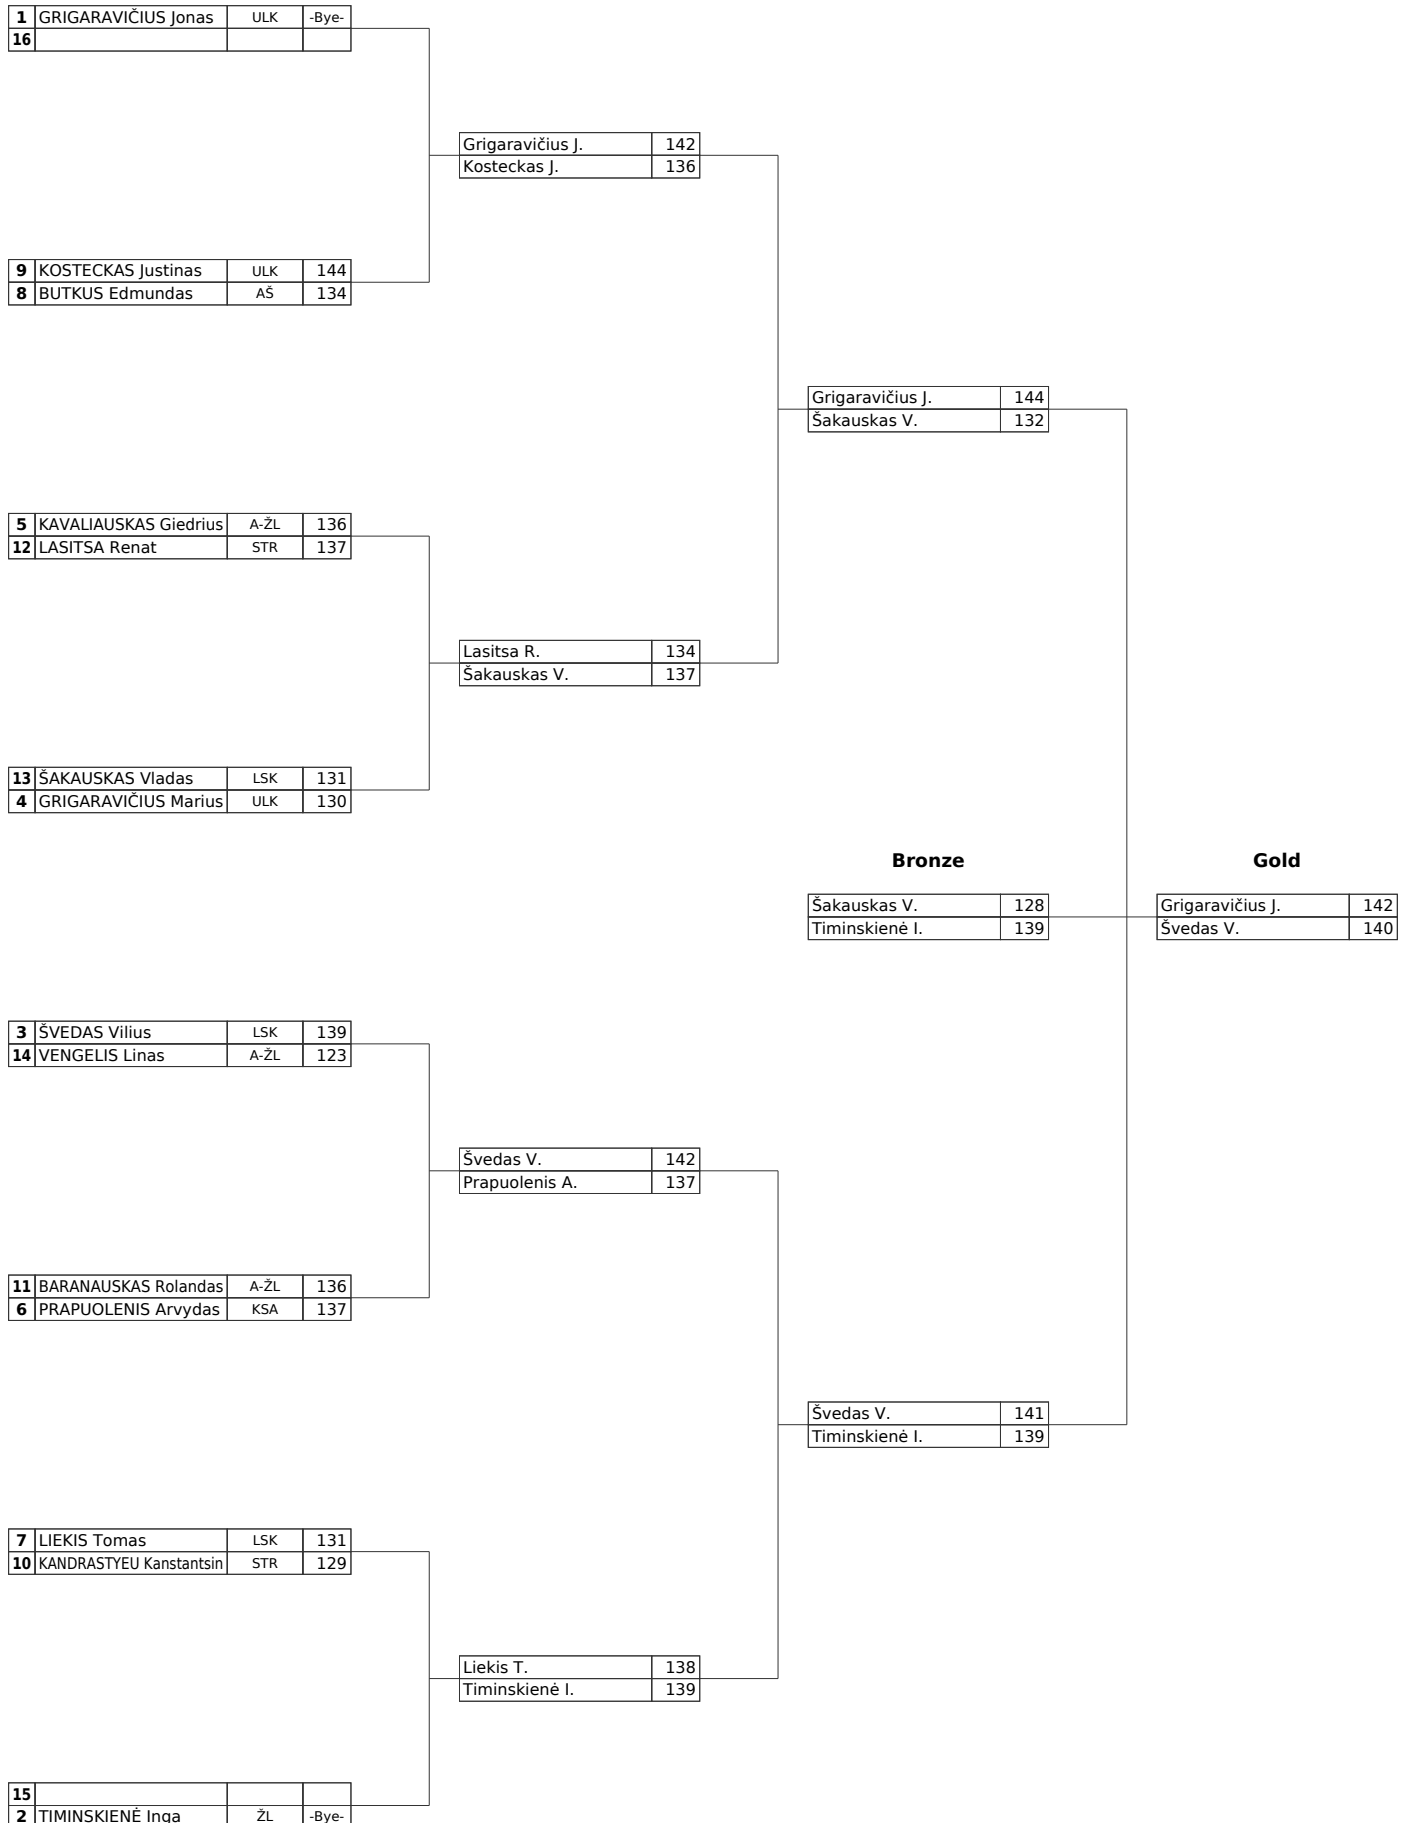 1 GRIGARAVIČIUS Jonas ULK -Bye-
16
Grigaravičius J. 142
Kosteckas J. 136
9 KOSTECKAS Justinas ULK 144
8 BUTKUS Edmundas AŠ 134
Grigaravičius J. 144
Šakauskas V. 132
5 KAVALIAUSKAS Giedrius A-ŽL 136
12 LASITSA Renat STR 137
Lasitsa R. 134
Šakauskas V. 137
13 ŠAKAUSKAS Vladas LSK 131
4 GRIGARAVIČIUS Marius ULK 130
Bronze Gold
Šakauskas V. 128 Grigaravičius J. 142
Timinskienė I. 139 Švedas V. 140
3 ŠVEDAS Vilius LSK 139
14 VENGELIS Linas A-ŽL 123
Švedas V. 142
Prapuolenis A. 137
11 BARANAUSKAS Rolandas A-ŽL 136
6 PRAPUOLENIS Arvydas KSA 137
Švedas V. 141
Timinskienė I. 139
7 LIEKIS Tomas LSK 131
10 KANDRASTYEU Kanstantsin STR 129
Liekis T. 138
Timinskienė I. 139
15
2 TIMINSKIENĖ Inga ŽL -Bye-